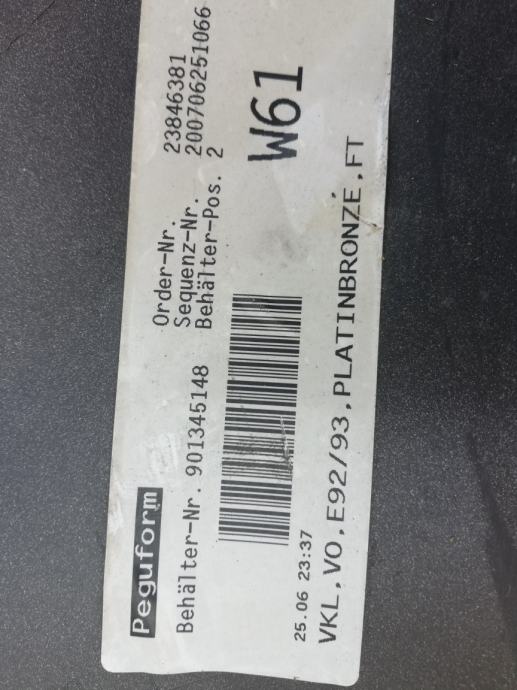 Peguform
Order-Nr. 23846381
Sequenz-Nr. 200706251066
Behälter-Nr. 901345148 Behälter-Pos. 2
W61
25.06 23:37
VKL,VO,E92/93,PLATINBRONZE,FT